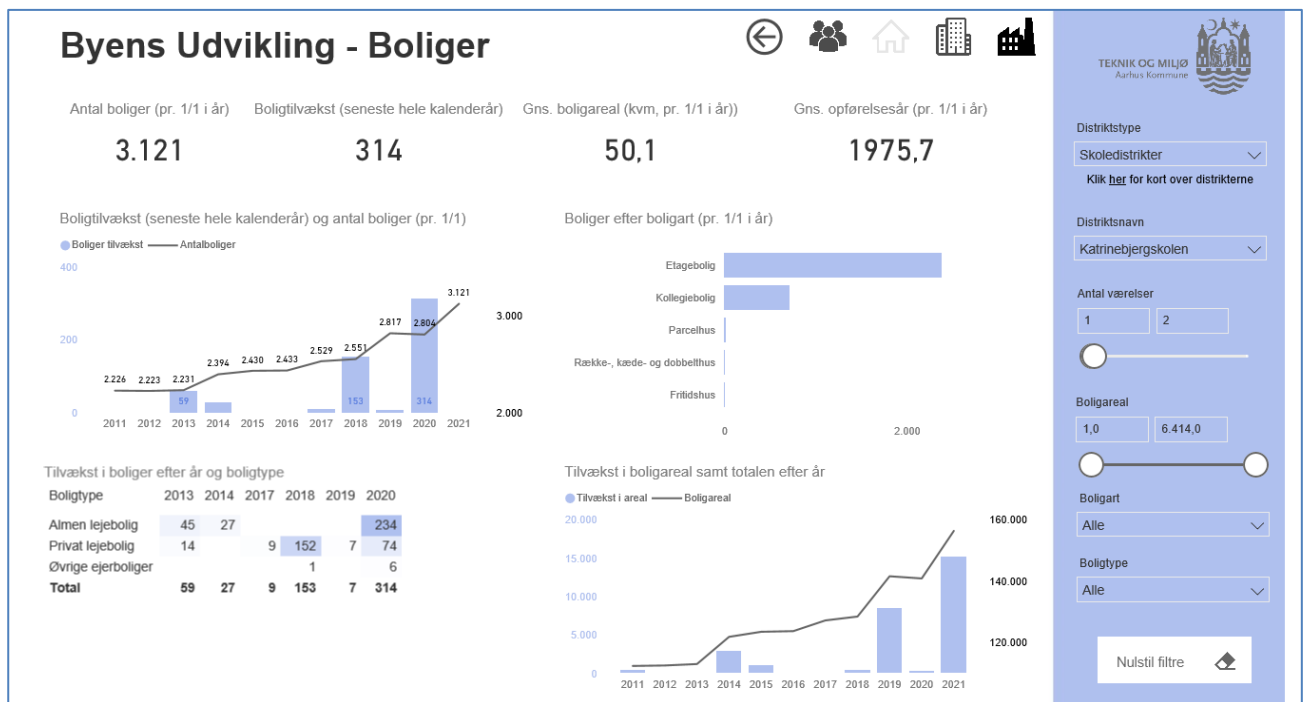 Byens Udvikling - Boliger
TEKNIK OG MILJØ
Aarhus Kommune
Antal boliger (pr. 1/1 i år)
3.121
Boligtilvækst (seneste hele kalenderår)
314
Gns. boligareal (kvm, pr. 1/1 i år))
50,1
Gns. opførelsesår (pr. 1/1 i år)
1975,7
Boligtilvækst (seneste hele kalenderår) og antal boliger (pr. 1/1)
Boliger tilvækst Antalboliger
400
200
0
2.226 2.223 2.231 2.394 2.430 2.433 2.529 2.551 2.817 2.804 3.121
59 153 314
3.000
2.000
2011 2012 2013 2014 2015 2016 2017 2018 2019 2020 2021
Boliger efter boligart (pr. 1/1 i år)
Etagebolig
Kollegiebolig
Parcelhus
Række-, kæde- og dobbelthus
Fritidshus
0 2.000
Tilvækst i boliger efter år og boligtype
Boligtype 2013 2014 2017 2018 2019 2020
Almen lejebolig 45 27 234
Privat lejebolig 14 9 152 7 74
Øvrige ejerboliger 1 6
Total 59 27 9 153 7 314
Tilvækst i boligareal samt totalen efter år
Tilvækst i areal Boligareal
20.000
15.000
10.000
5.000
0
160.000
140.000
120.000
2011 2012 2013 2014 2015 2016 2017 2018 2019 2020 2021
Distriktstype
Skoledistrikter
Klik her for kort over distrikterne
Distriktsnavn
Katrinebjergskolen
Antal værelser
1 2
Boligareal
1,0 6.414,0
Boligart
Alle
Boligtype
Alle
Nulstil filtre